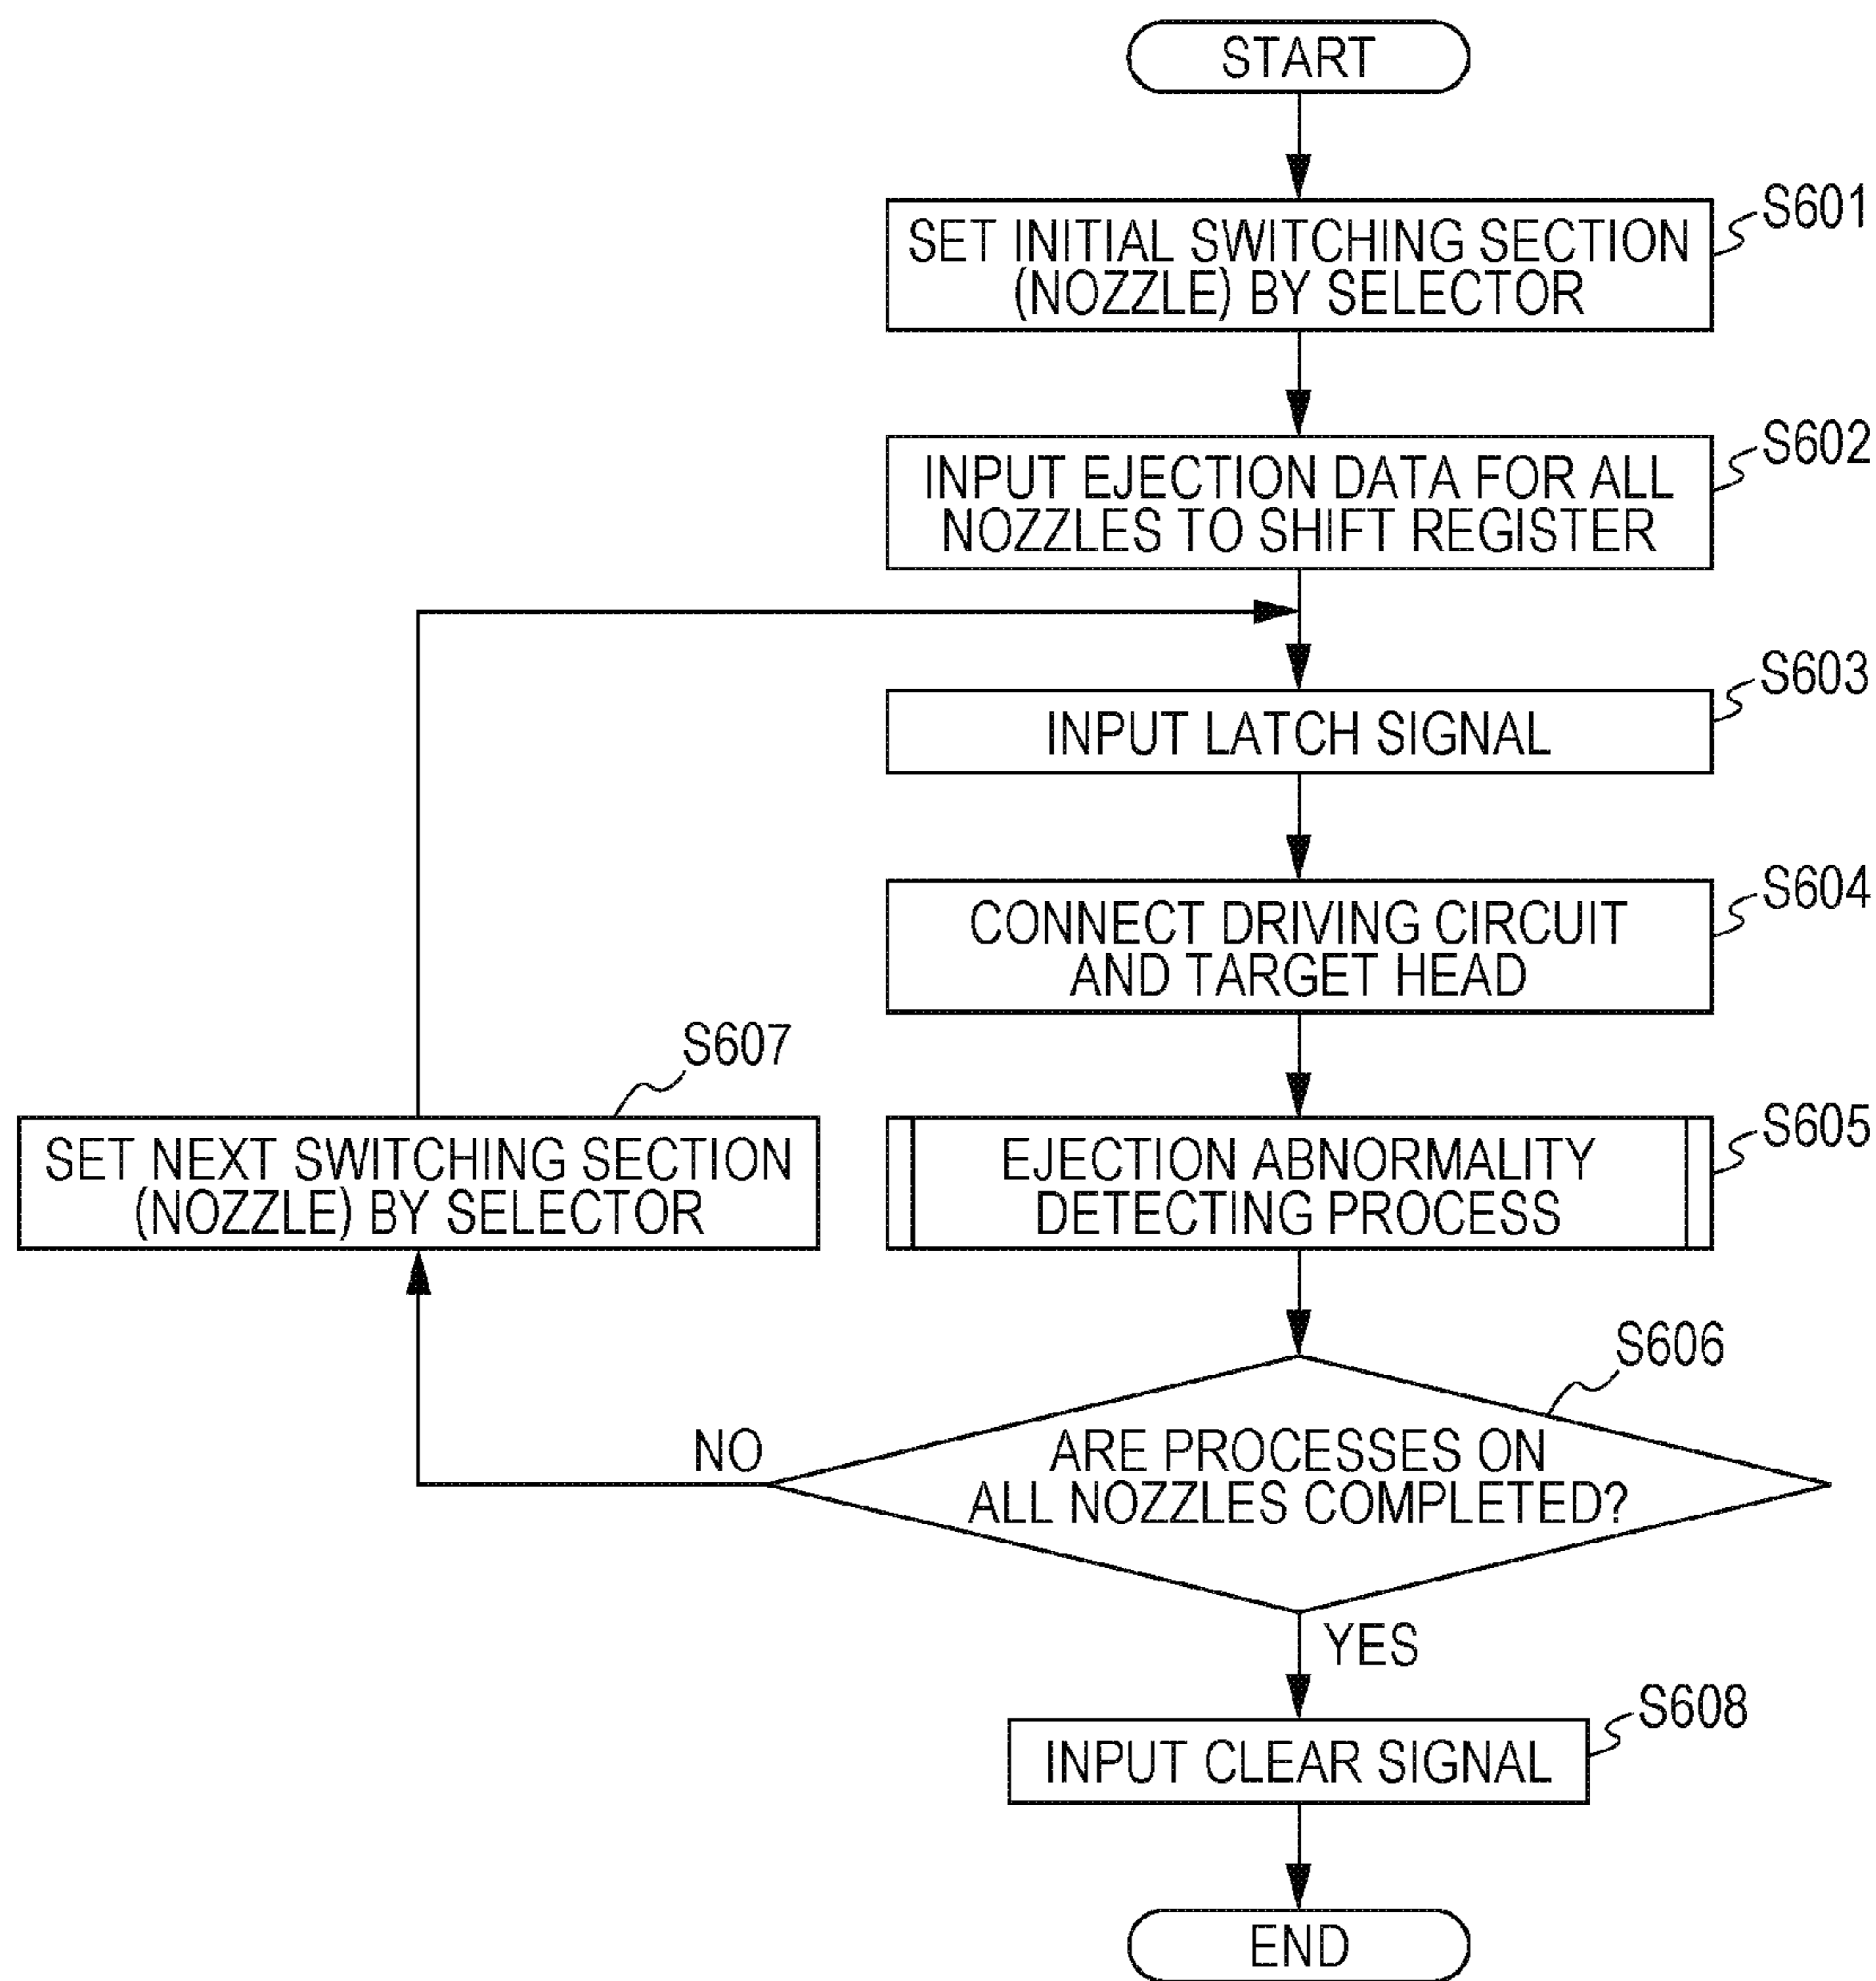 START
S601
SET INITIAL SWITCHING SECTION
(NOZZLE) BY SELECTOR
S602
INPUT EJECTION DATA FOR ALL
NOZZLES TO SHIFT REGISTER
S603
INPUT LATCH SIGNAL
S604
CONNECT DRIVING CIRCUIT
AND TARGET HEAD
S607
SET NEXT SWITCHING SECTION
(NOZZLE) BY SELECTOR
S605
EJECTION ABNORMALITY
DETECTING PROCESS
S606
NO
ARE PROCESSES ON
ALL NOZZLES COMPLETED?
YES
S608
INPUT CLEAR SIGNAL
END